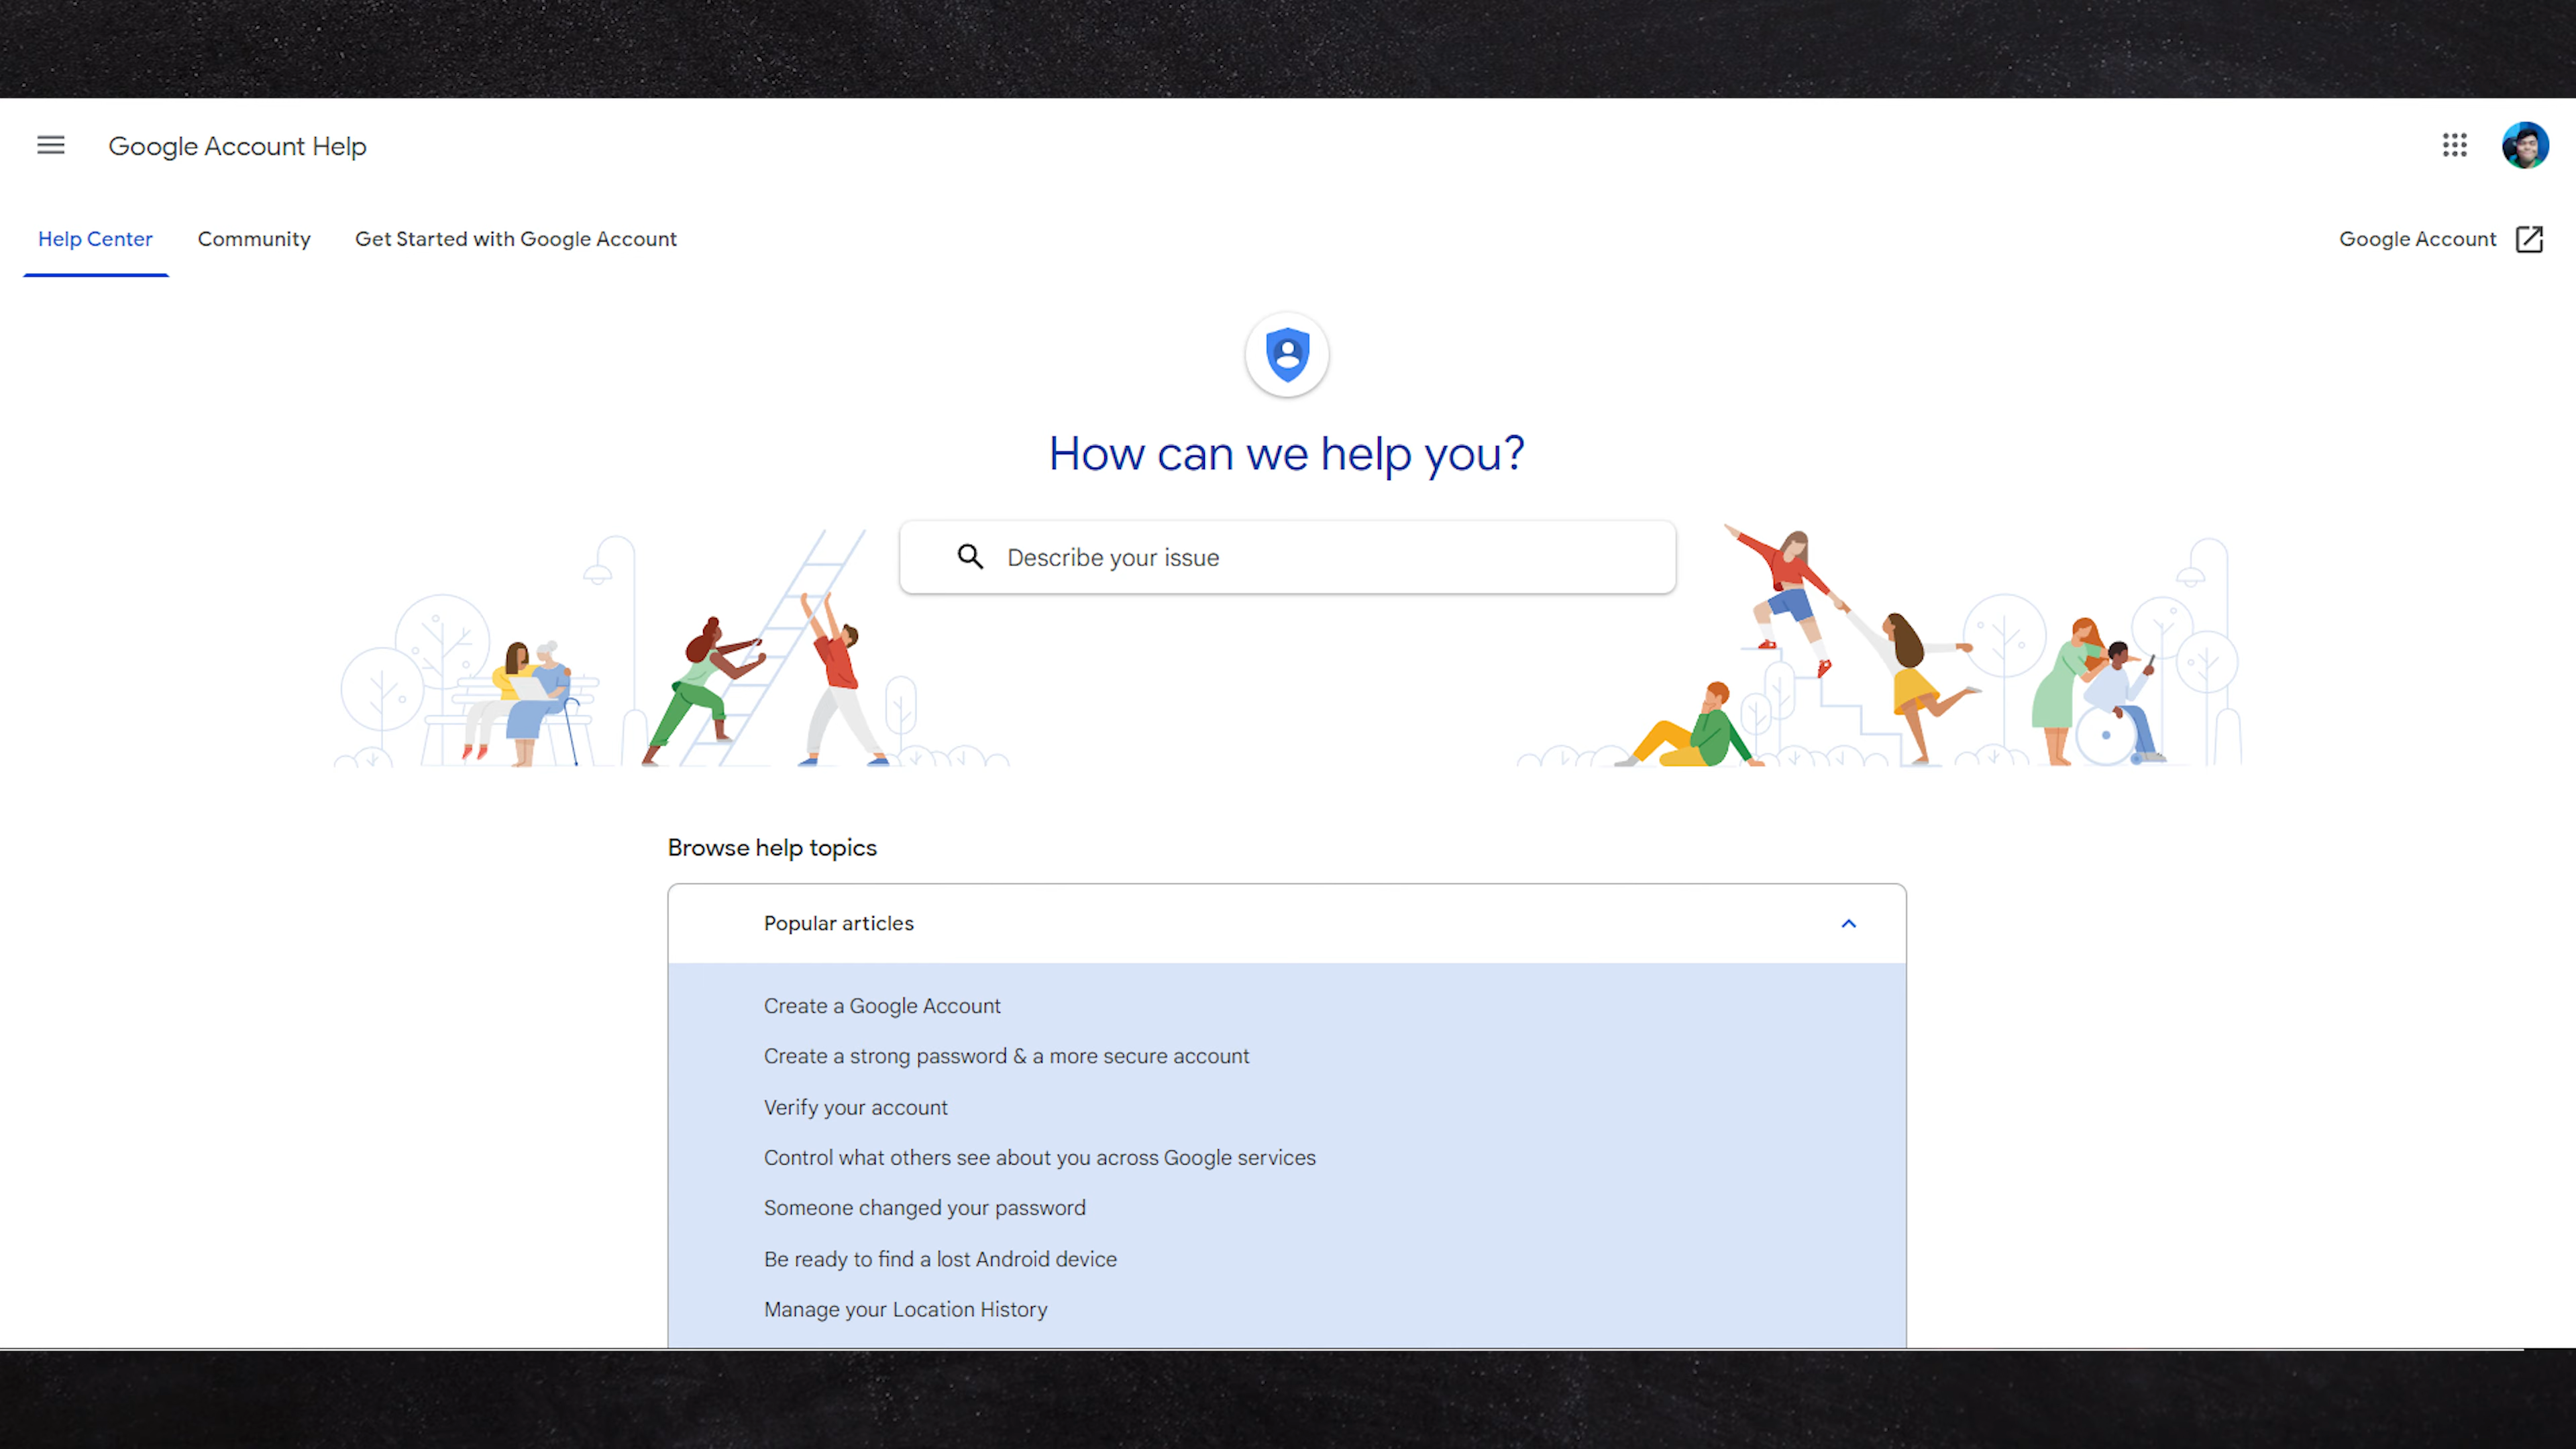 Google Account Help
Help Center
Community
Get Started with Google Account
Google Account
How can we help you?
Describe your issue
Browse help topics
Popular articles
Create a Google Account
Create a strong password & a more secure account
Verify your account
Control what others see about you across Google services
Someone changed your password
Be ready to find a lost Android device
Manage your Location History